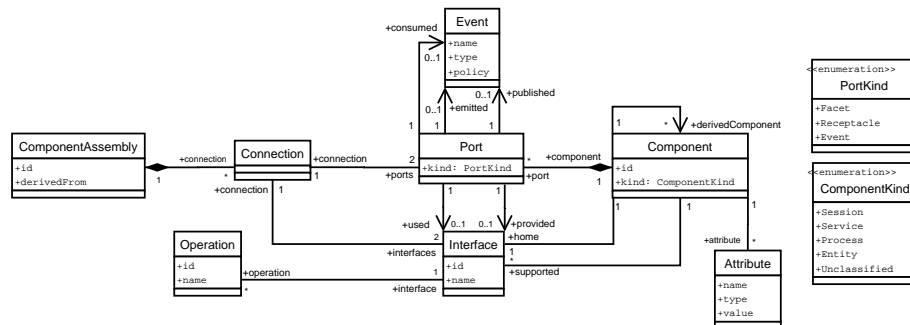 Event
+name
+type
+policy
+consumed
0..1
0..1
+emitted
0..1
+published
1
1
1
Port
+kind: PortKind
ComponentAssembly
+id
+derivedFrom
1
+connection
*
Connection
+connection
1
2
+ports
+connection
1
*
+port
+component
1
Component
+id
+kind: ComponentKind
1
*
+derivedComponent
<<enumeration>>
PortKind
+Facet
+Receptacle
+Event
<<enumeration>>
ComponentKind
+Session
+Service
+Process
+Entity
+Unclassified
1
1
+used
0..1
0..1
+provided
2
+interfaces
Interface
+id
+name
+home
1
*
+supported
1
1
1
+attribute
*
Attribute
+name
+type
+value
Operation
+id
+name
+operation
*
1
+interface